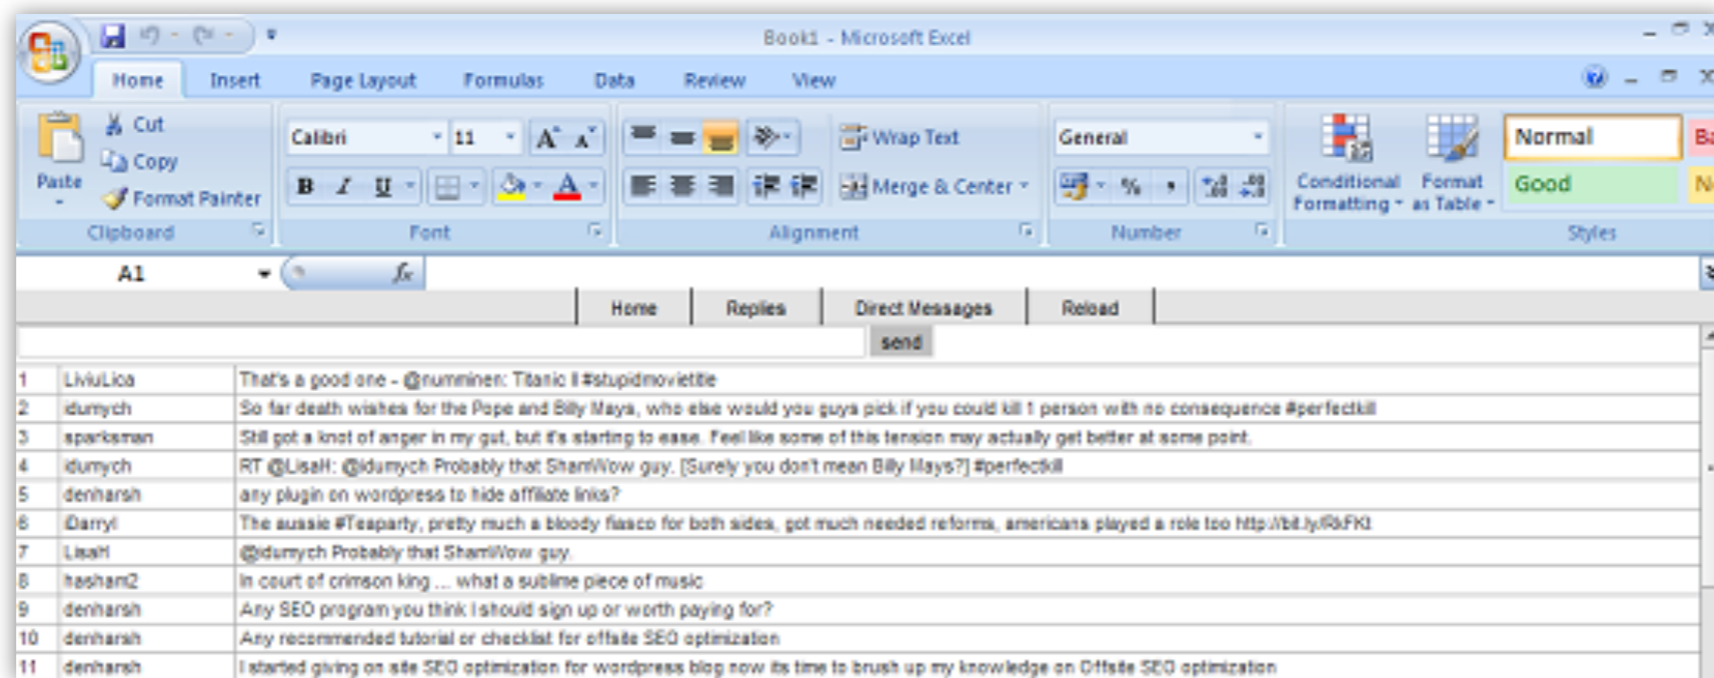 Book1 - Microsoft Excel
Home Insert Page Layout Formulas Data Review View
Cut
Copy
Paste
Format Painter
Clipboard
Calibri 11
B I U
Font
Wrap Text
Merge & Center
Alignment
General
%
Number
Conditional Formatting
Format as Table
Normal
Good
Styles
A1 fx
Home Replies Direct Messages Reload
send
1 LiviuLica That's a good one - @numminen: Titanic II #stupidmovietitle
2 idumych So far death wishes for the Pope and Billy Mays, who else would you guys pick if you could kill 1 person with no consequence #perfectkill
3 sparksman Still got a knot of anger in my gut, but it's starting to ease. Feel like some of this tension may actually get better at some point.
4 idumych RT @LisaH: @idumych Probably that ShamWow guy. [Surely you don't mean Billy Mays?] #perfectkill
5 denharsh any plugin on wordpress to hide affiliate links?
6 iDarryl The aussie #Teaparty, pretty much a bloody fiasco for both sides, got much needed reforms, americans played a role too
7 LisaH @idumych Probably that ShamWow guy.
8 hasham2 In court of crimson king ... what a sublime piece of music
9 denharsh Any SEO program you think I should sign up or worth paying for?
10 denharsh Any recommended tutorial or checklist for offsite SEO optimization
11 denharsh I started giving on site SEO optimization for wordpress blog now its time to brush up my knowledge on Offsite SEO optimization